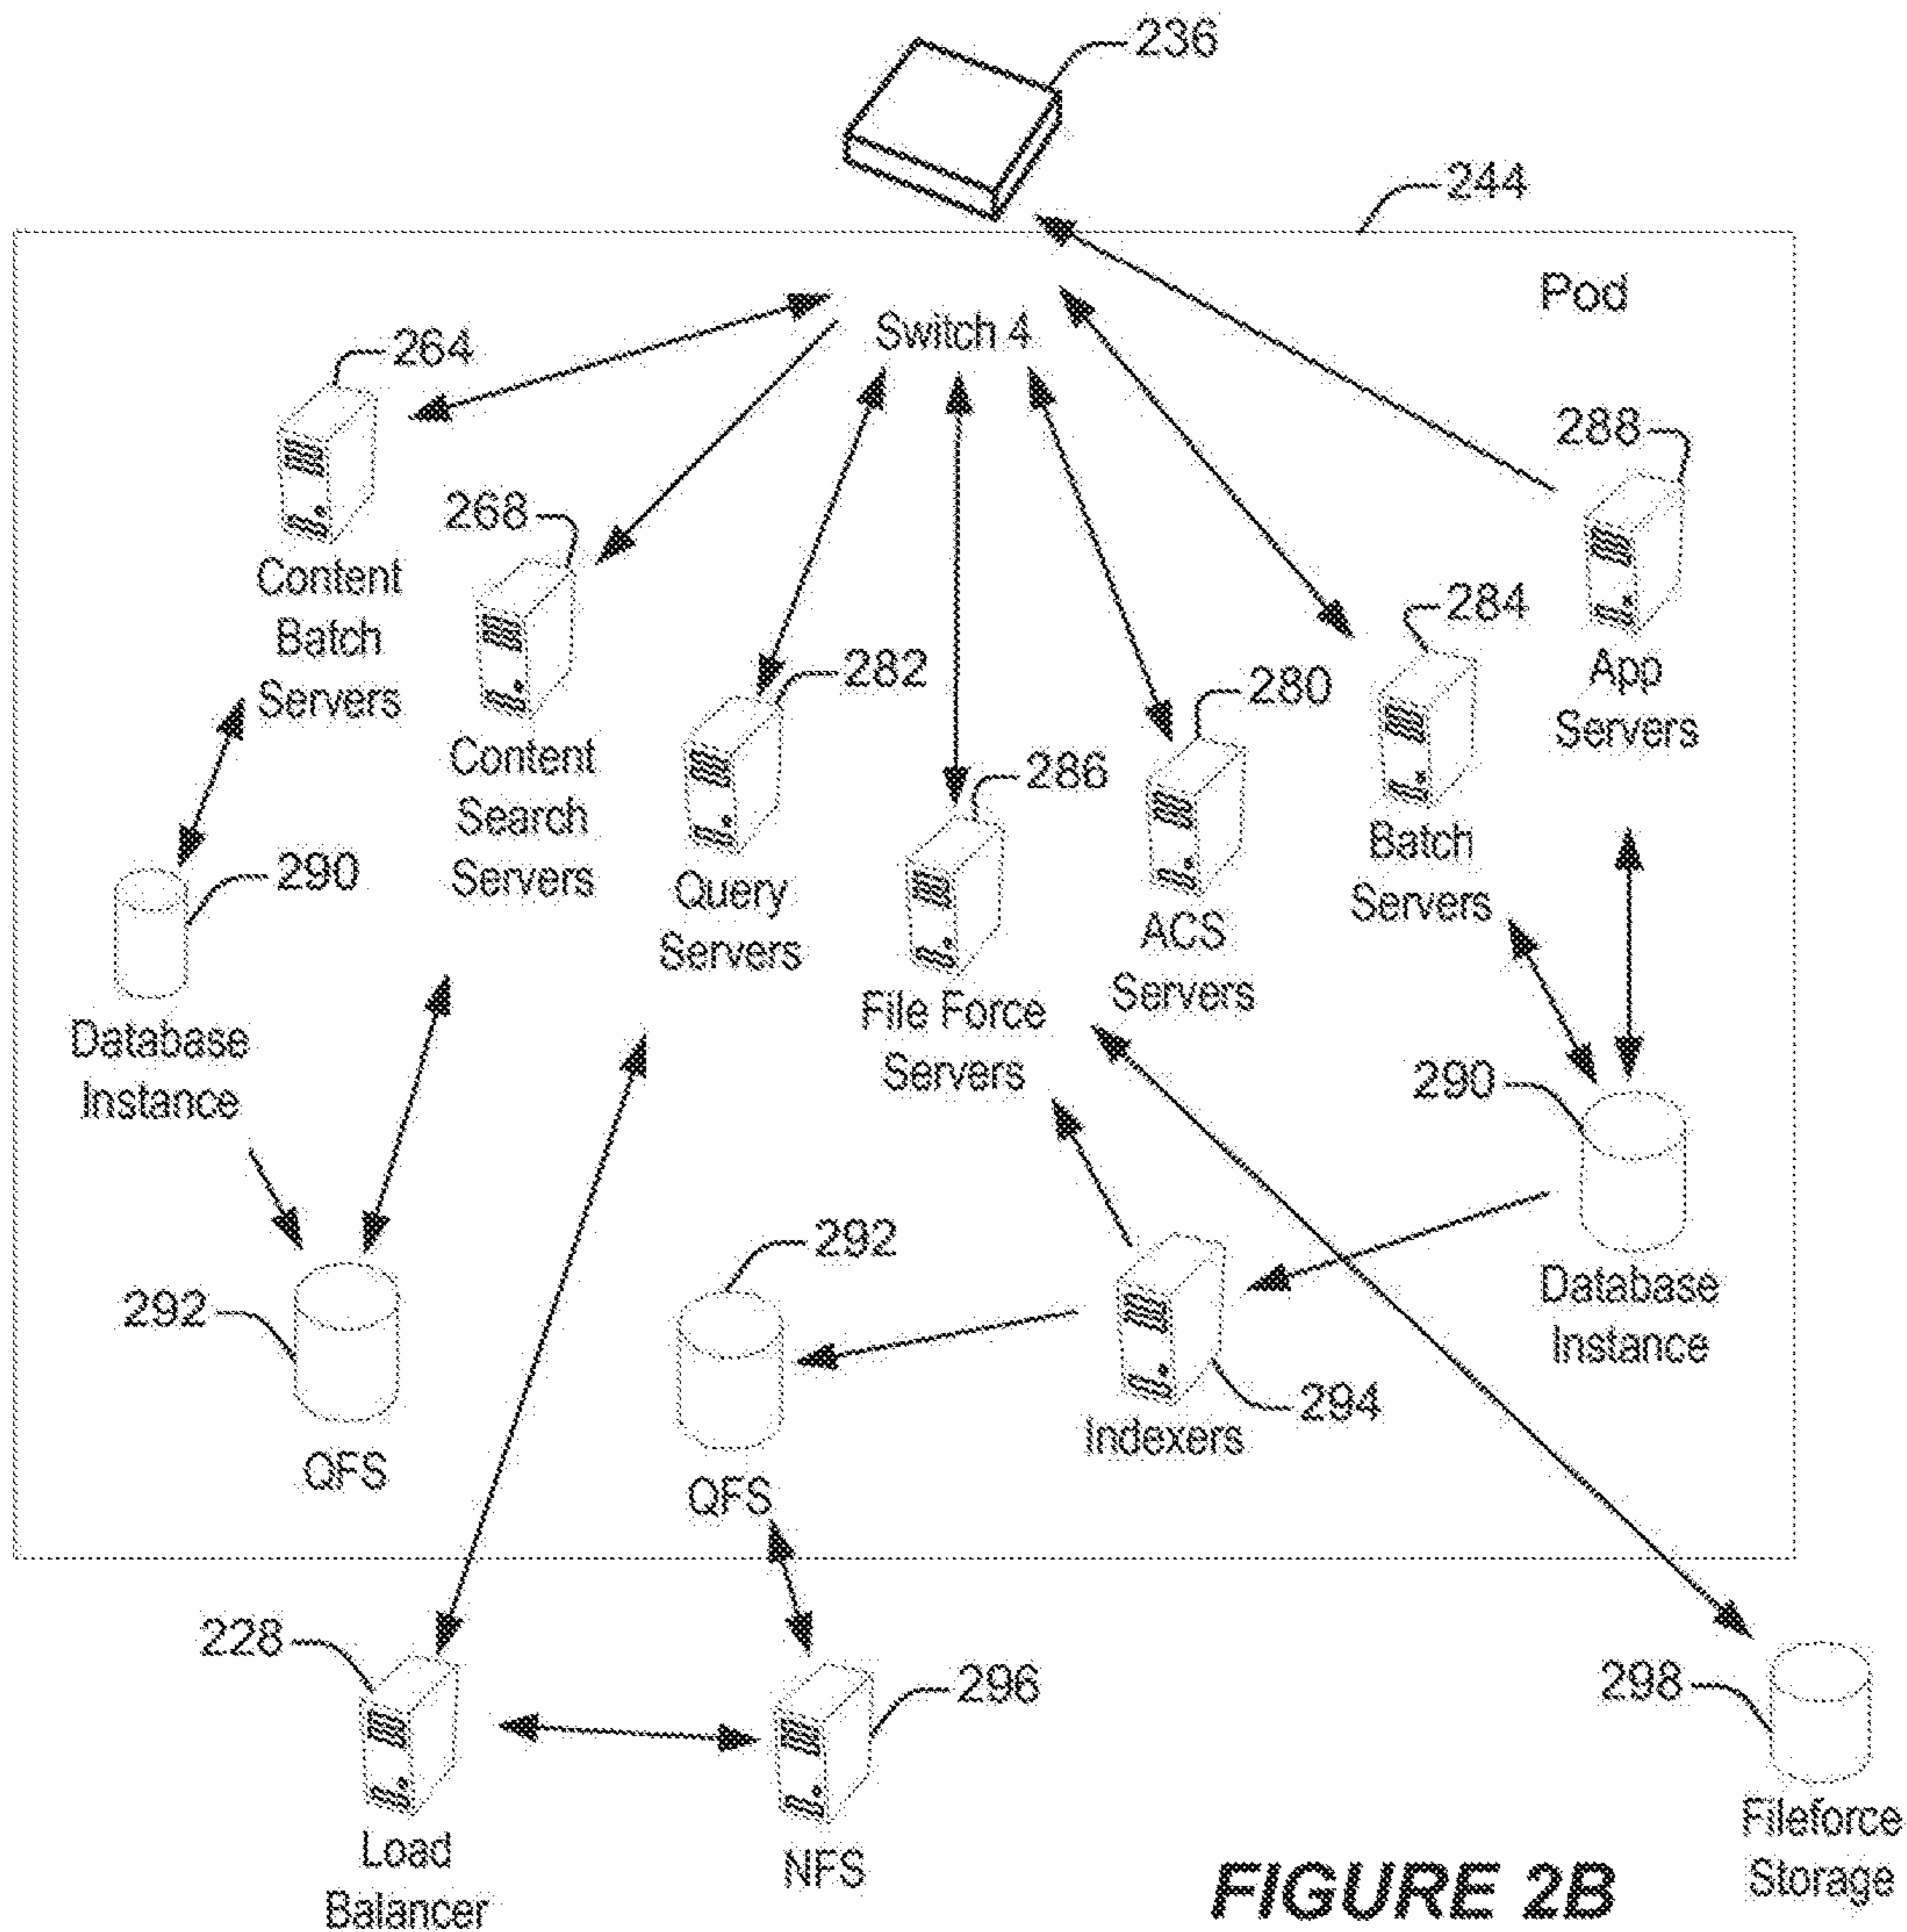 236
244
Pod
Switch 4
264
Content
Batch
Servers
268
Content
Search
Servers
282
Query
Servers
286
File Force
Servers
280
ACS
Servers
284
Batch
Servers
288
App
Servers
290
Database
Instance
290
Database
Instance
292
QFS
292
QFS
294
Indexers
228
Load
Balancer
296
NFS
298
Fileforce
Storage
FIGURE 2B